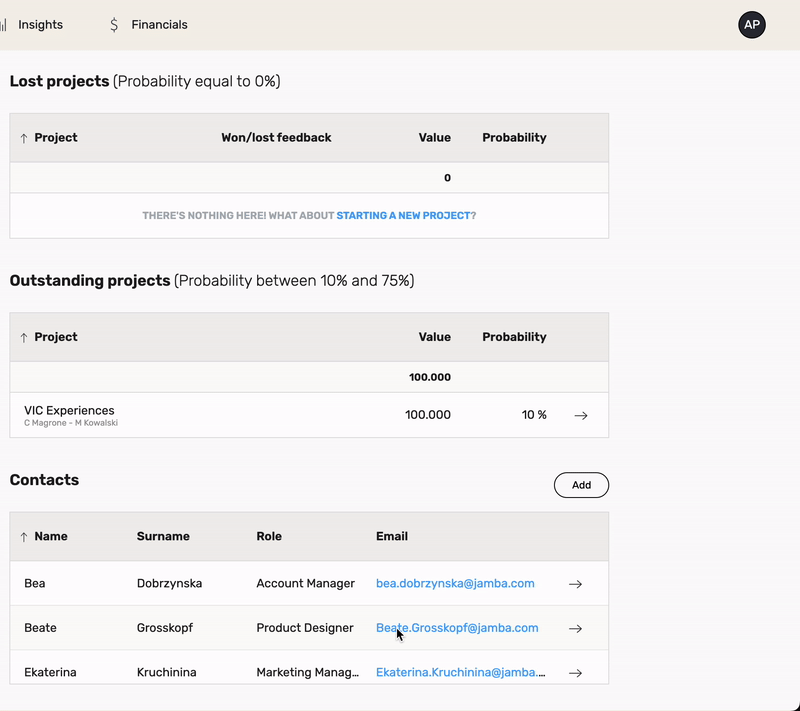 Insights
$ Financials
AP
Lost projects (Probability equal to 0%)
↑ Project Won/lost feedback Value Probability
0
THERE'S NOTHING HERE! WHAT ABOUT STARTING A NEW PROJECT?
Outstanding projects (Probability between 10% and 75%)
↑ Project Value Probability
100.000
VIC Experiences 100.000 10 % →
C Magrone - M Kowalski
Contacts
Add
↑ Name Surname Role Email
Bea Dobrzynska Account Manager bea.dobrzynska@jamba.com →
Beate Grosskopf Product Designer Beate.Grosskopf@jamba.com →
Ekaterina Kruchinina Marketing Manag... Ekaterina.Kruchinina@jamba.... →